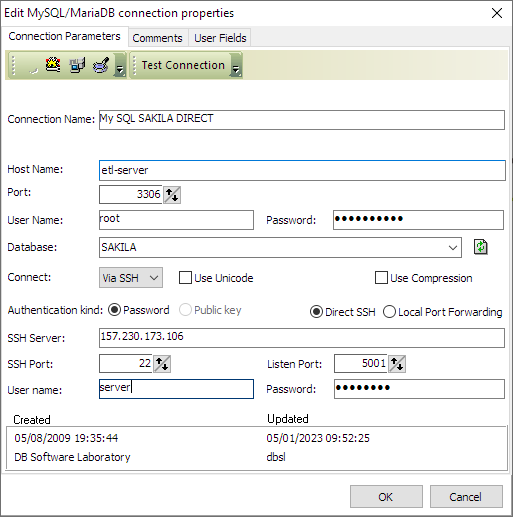 Edit MySQL/MariaDB connection properties
Connection Parameters Comments User Fields
Test Connection
Connection Name: My SQL SAKILA DIRECT
Host Name: etl-server
Port: 3306
User Name: root Password: ●●●●●●●●●●
Database: SAKILA
Connect: Via SSH Use Unicode Use Compression
Authentication kind: Password Public key Direct SSH Local Port Forwarding
SSH Server: 157.230.173.106
SSH Port: 22 Listen Port: 5001
User name: server Password: ●●●●●●●●
Created Updated
05/08/2009 19:35:44 05/01/2023 09:52:25
DB Software Laboratory dbsl
OK Cancel